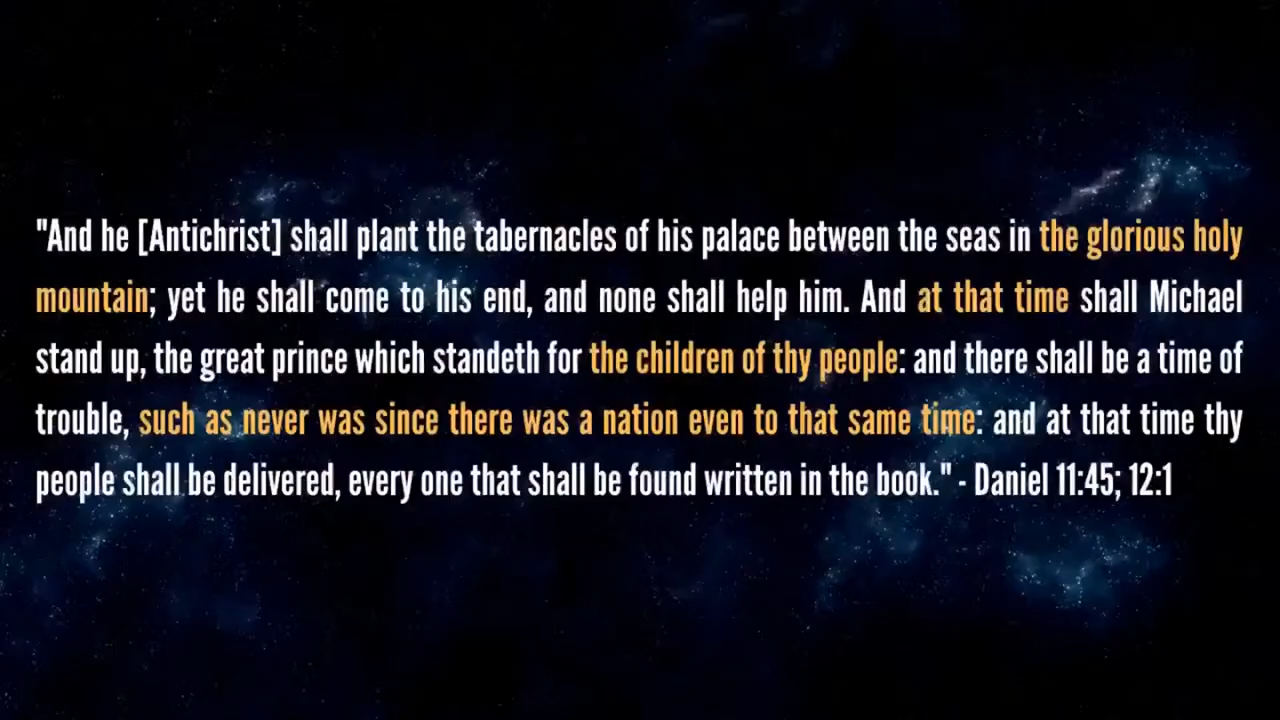 "And he [Antichrist] shall plant the tabernacles of his palace between the seas in the glorious holy
mountain; yet he shall come to his end, and none shall help him. And at that time shall Michael
stand up, the great prince which standeth for the children of thy people: and there shall be a time of
trouble, such as never was since there was a nation even to that same time: and at that time thy
people shall be delivered, every one that shall be found written in the book." - Daniel 11:45; 12:1